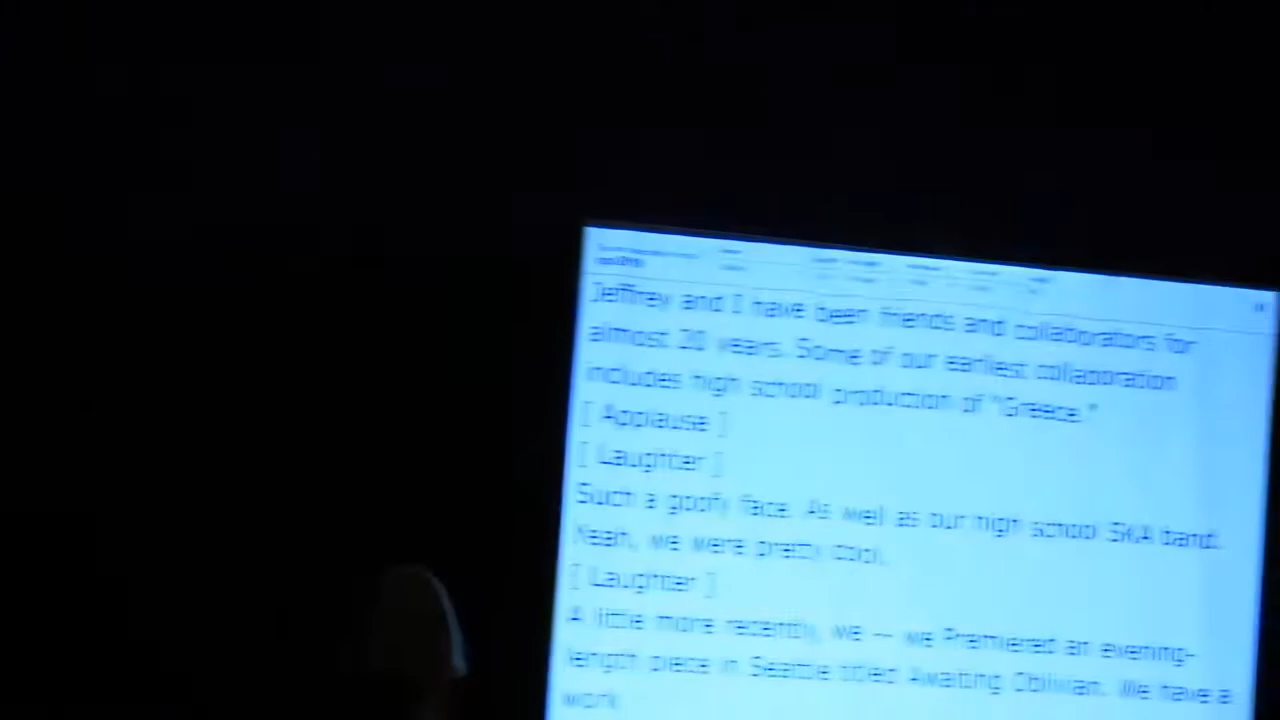 Jeffrey and I have been friends and collaborators for
almost 20 years. Some of our earliest collaboration
includes high school production of "Greece."
[ Applause ]
[ Laughter ]
Such a goofy face. As well as our high school SKA band.
Yeah, we were pretty cool.
[ Laughter ]
A little more recently, we -- we Premiered an evening-
length piece in Seattle titled Awaiting Oblivian. We have a
work